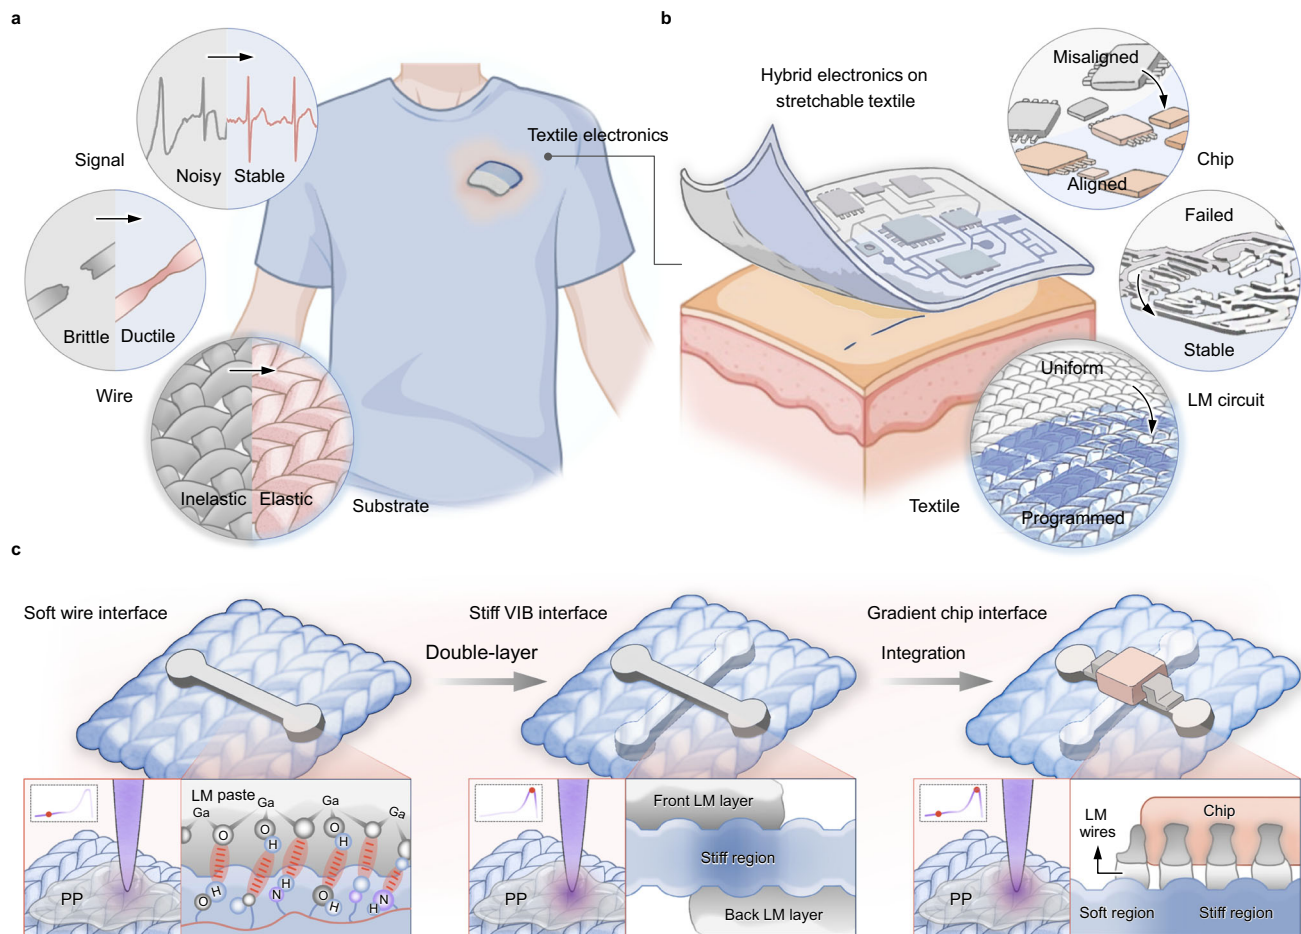 a
Signal
Noisy
Stable
Textile electronics
Brittle
Ductile
Wire
Inelastic
Elastic
Substrate
b
Hybrid electronics on
stretchable textile
Misaligned
Aligned
Chip
Failed
Stable
LM circuit
Uniform
Programmed
Textile
c
Soft wire interface
Double-layer
Stiff VIB interface
Integration
Gradient chip interface
PP
LM paste
Ga
Ga
Ga
Ga
O
O
H
O
H
O
H
N
H
O
H
N
H
PP
Front LM layer
Stiff region
Back LM layer
PP
LM
wires
Chip
Soft region
Stiff region